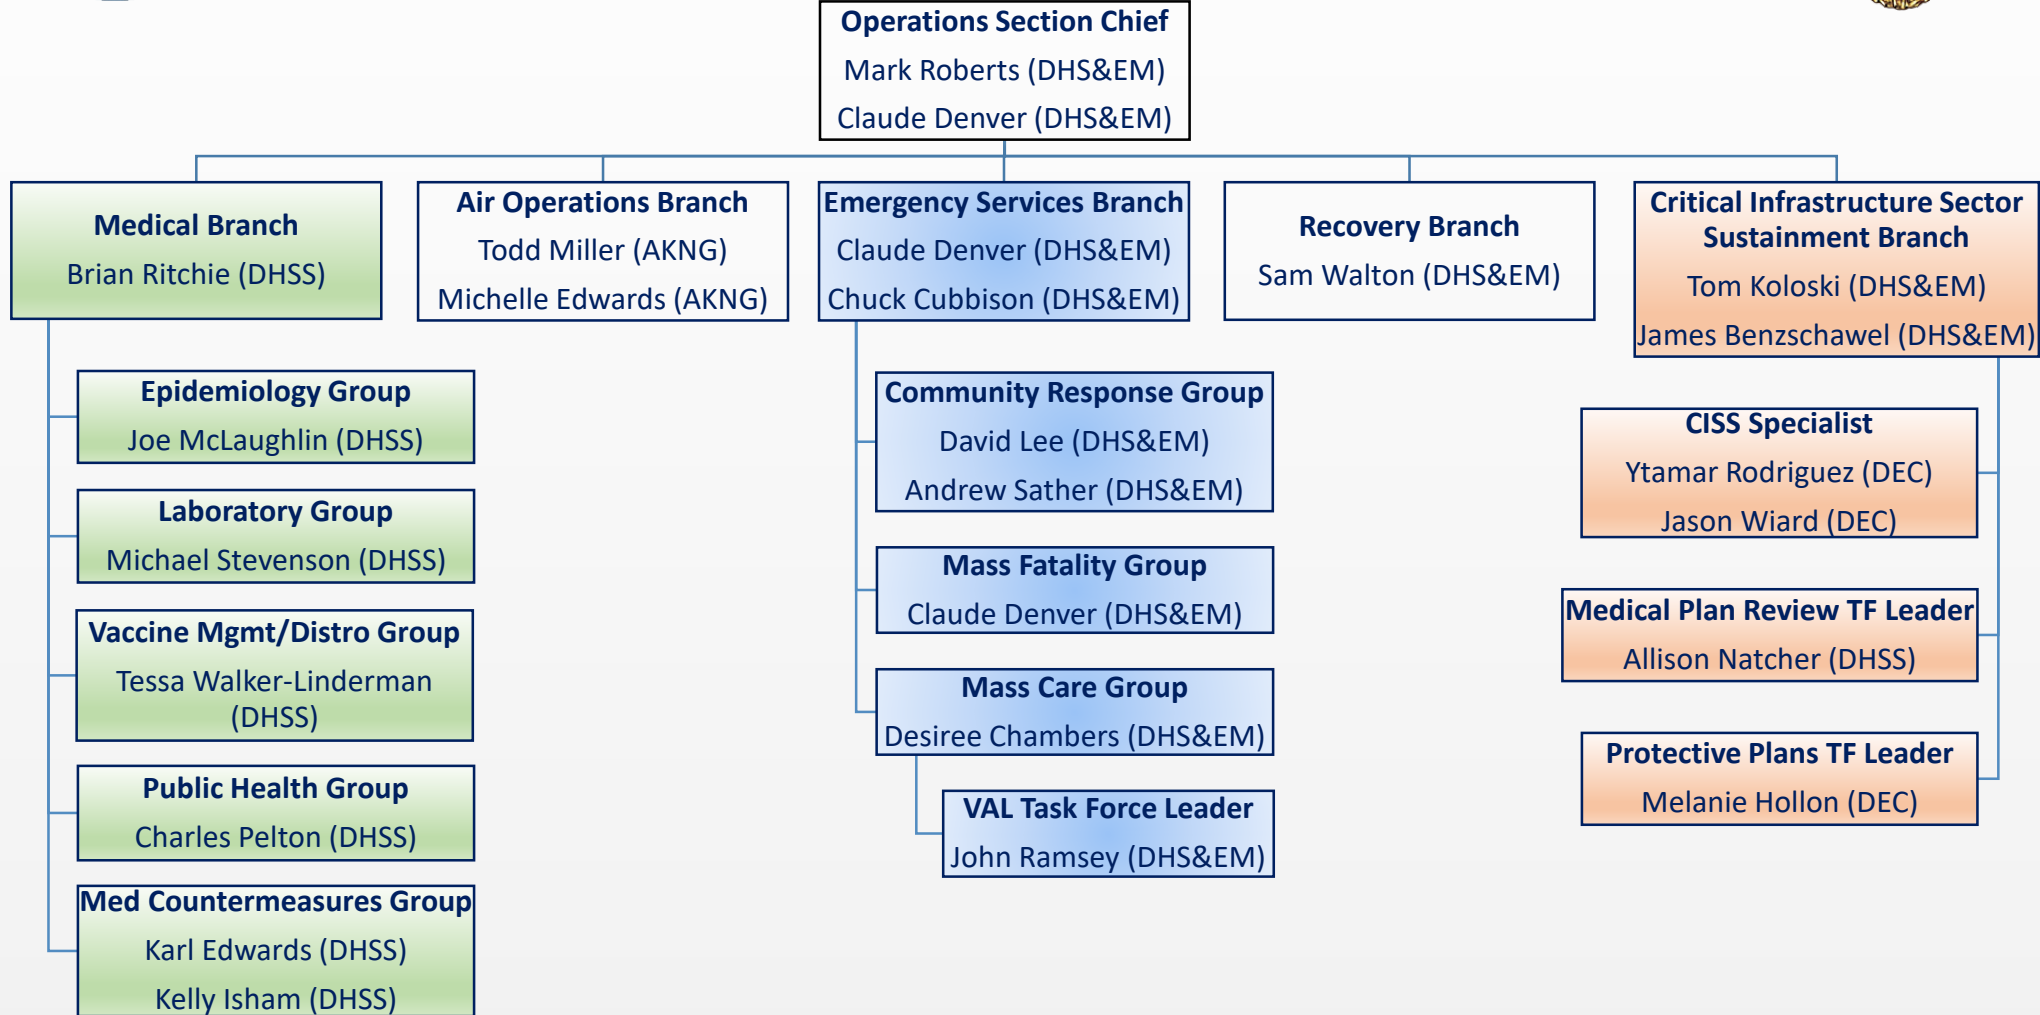 Operations Section Chief
Mark Roberts (DHS&EM)
Claude Denver (DHS&EM)
Medical Branch
Brian Ritchie (DHSS)
Air Operations Branch
Todd Miller (AKNG)
Michelle Edwards (AKNG)
Emergency Services Branch
Claude Denver (DHS&EM)
Chuck Cubbison (DHS&EM)
Recovery Branch
Sam Walton (DHS&EM)
Critical Infrastructure Sector
Sustainment Branch
Tom Koloski (DHS&EM)
James Benzschawel (DHS&EM)
Epidemiology Group
Joe McLaughlin (DHSS)
Laboratory Group
Michael Stevenson (DHSS)
Vaccine Mgmt/Distro Group
Tessa Walker-Linderman
(DHSS)
Public Health Group
Charles Pelton (DHSS)
Med Countermeasures Group
Karl Edwards (DHSS)
Kelly Isham (DHSS)
Community Response Group
David Lee (DHS&EM)
Andrew Sather (DHS&EM)
Mass Fatality Group
Claude Denver (DHS&EM)
Mass Care Group
Desiree Chambers (DHS&EM)
VAL Task Force Leader
John Ramsey (DHS&EM)
CISS Specialist
Ytamar Rodriguez (DEC)
Jason Wiard (DEC)
Medical Plan Review TF Leader
Allison Natcher (DHSS)
Protective Plans TF Leader
Melanie Hollon (DEC)